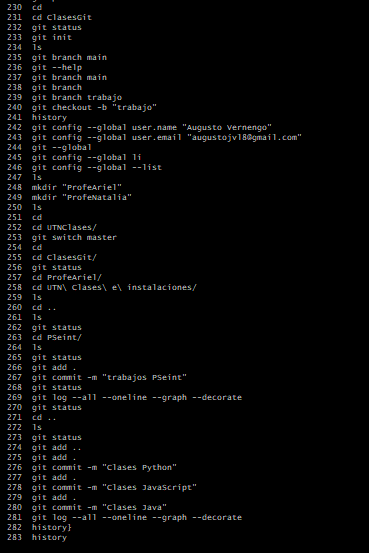 230 cd
231 cd ClasesGit
232 git status
233 git init
234 ls
235 git branch main
236 git --help
237 git branch main
238 git branch
239 git branch trabajo
240 git checkout -b "trabajo"
241 history
242 git config --global user.name "Augusto Vernengo"
243 git config --global user.email "augustojvl8@gmail.com"
244 git --global
245 git config --global li
246 git config --global --list
247 ls
248 mkdir "ProfeAriel"
249 mkdir "ProfeNatalia"
250 ls
251 cd
252 cd UTNClases/
253 git switch master
254 cd
255 cd ClasesGit/
256 git status
257 cd ProfeAriel/
258 cd UTN\ Clases\ e\ instalaciones/
259 ls
260 cd ..
261 ls
262 git status
263 cd PSeint/
264 ls
265 git status
266 git add .
267 git commit -m "trabajos PSeint"
268 git status
269 git log --all --oneline --graph --decorate
270 git status
271 cd ..
272 ls
273 git status
274 git add ..
275 git add .
276 git commit -m "Clases Python"
277 git add .
278 git commit -m "Clases JavaScript"
279 git add .
280 git commit -m "Clases Java"
281 git log --all --oneline --graph --decorate
282 history}
283 history